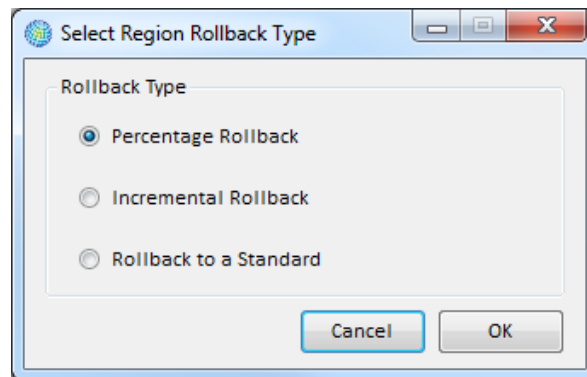 Select Region Rollback Type
Rollback Type
Percentage Rollback
Incremental Rollback
Rollback to a Standard
Cancel OK